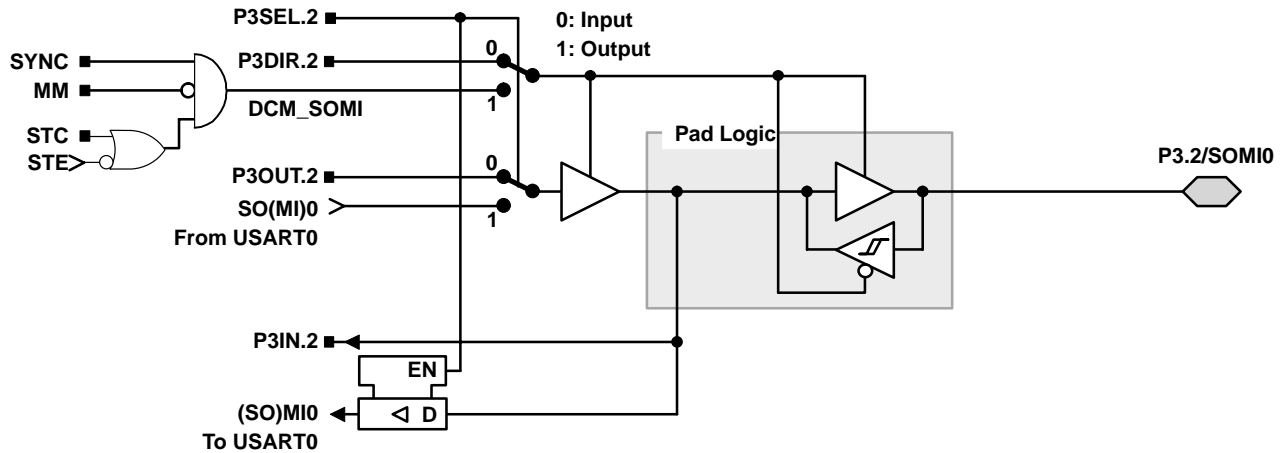 P3SEL.2
0: Input
1: Output
SYNC
P3DIR.2
0
MM
1
DCM_SOMI
STC
STE
Pad Logic
P3.2/SOMI0
P3OUT.2
0
SO(MI)0
1
From USART0
P3IN.2
EN
(SO)MI0
D
To USART0